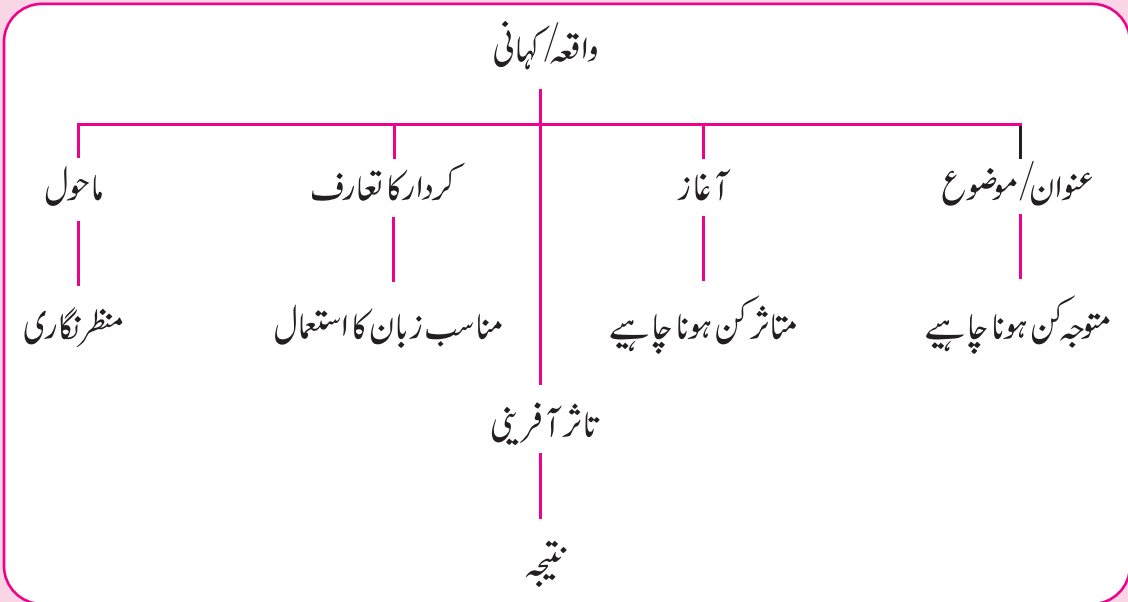 واقعہ/کہانی
عنوان/موضوع آغاز کردار کا تعارف ماحول
متوجہ کن ہونا چاہیے متاثر کن ہونا چاہیے مناسب زبان کا استعمال منظر نگاری
تاثر آفرینی
نتیجہ